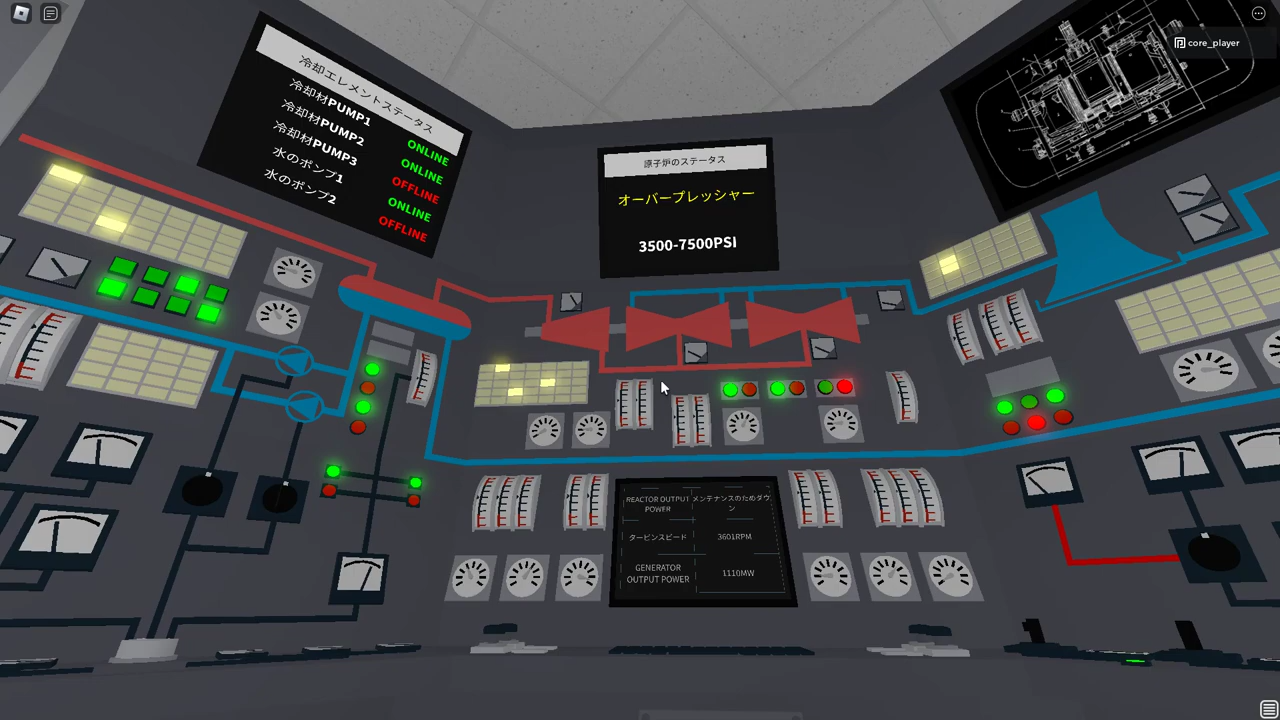 core_player
冷却エレメントステータス
冷却材PUMP1 ONLINE
冷却材PUMP2 ONLINE
冷却材PUMP3 OFFLINE
水のポンプ1 ONLINE
水のポンプ2 OFFLINE
原子炉のステータス
オーバープレッシャー
3500-7500PSI
REACTOR OUTPUT POWER メンテナンスのためダウン
タービンスピード 3601RPM
GENERATOR OUTPUT POWER 1110MW